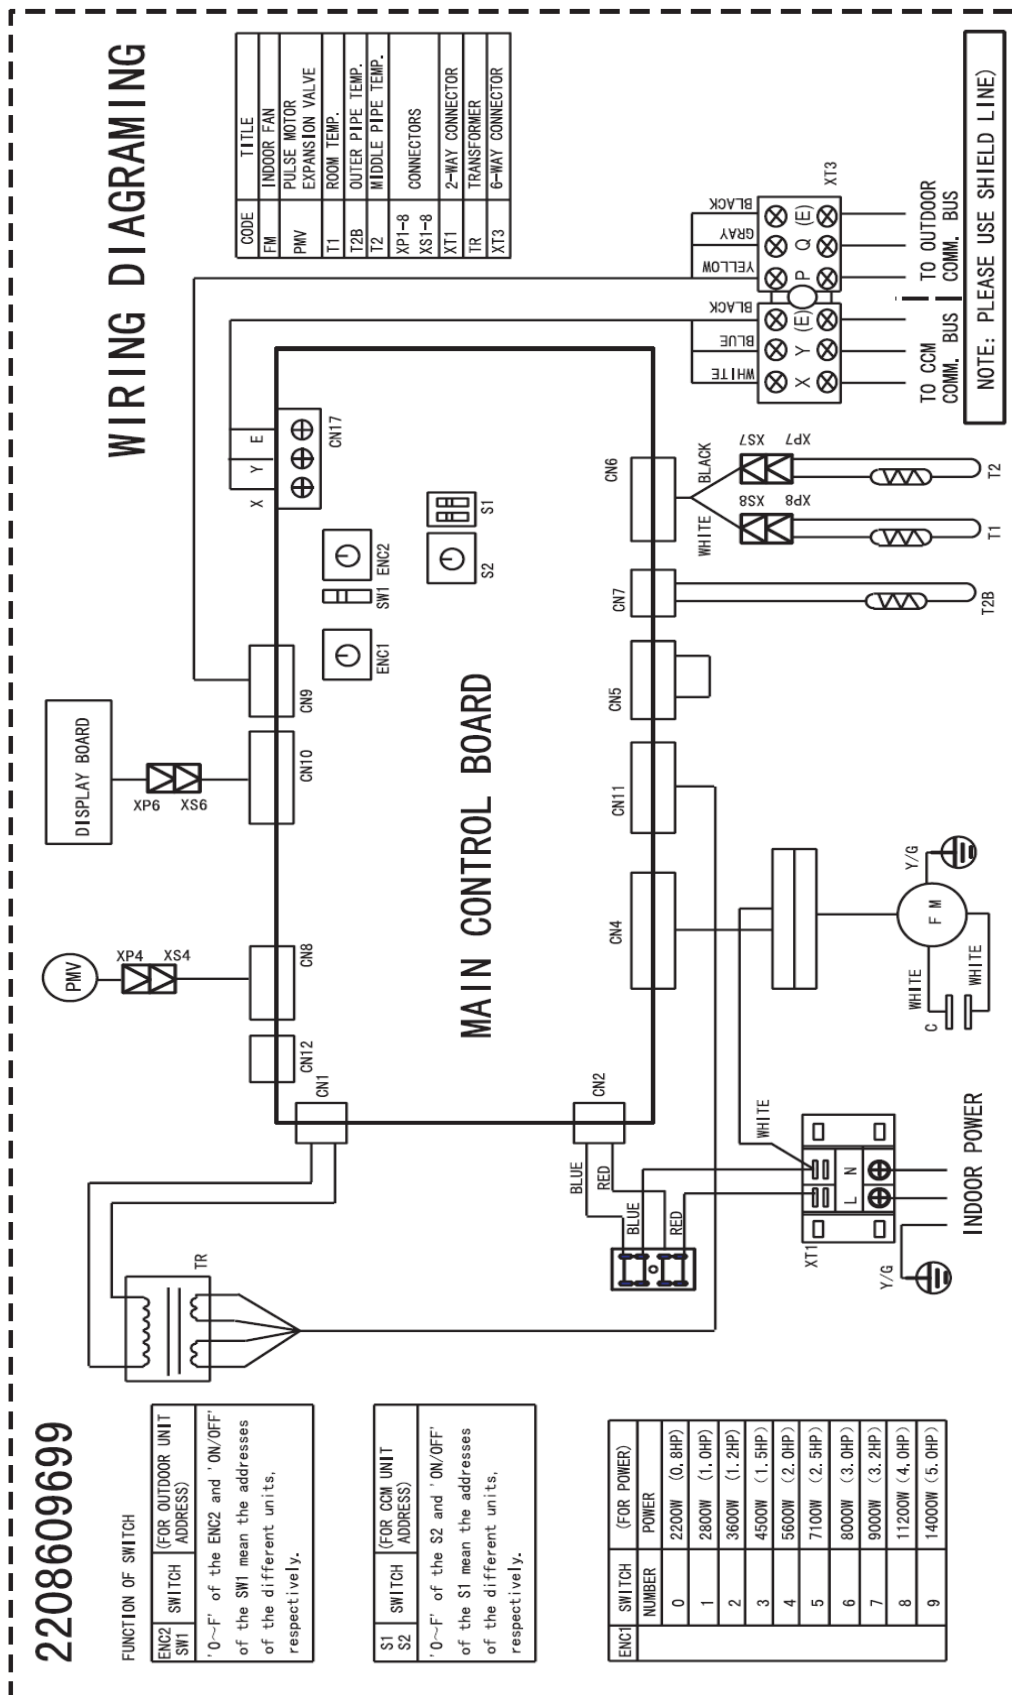 WIRING DIAGRAMING
2208609699
FUNCTION OF SWITCH
ENC2
SW1
SWITCH
(FOR OUTDOOR UNIT
ADDRESS)
'0~F' of the ENC2 and 'ON/OFF'
of the SW1 mean the addresses
of the different units,
respectively.
S1
S2
SWITCH
(FOR CCM UNIT
ADDRESS)
'0~F' of the S2 and 'ON/OFF'
of the S1 mean the addresses
of the different units,
respectively.
ENC1 SWITCH (FOR POWER)
NUMBER POWER
0 2200W (0.8HP)
1 2800W (1.0HP)
2 3600W (1.2HP)
3 4500W (1.5HP)
4 5600W (2.0HP)
5 7100W (2.5HP)
6 8000W (3.0HP)
7 9000W (3.2HP)
8 11200W (4.0HP)
9 14000W (5.0HP)
CODE TITLE
FM INDOOR FAN
PMV PULSE MOTOR
EXPANSION VALVE
T1 ROOM TEMP.
T2B OUTER PIPE TEMP.
T2 MIDDLE PIPE TEMP.
XP1-8
XS1-8
CONNECTORS
XT1 2-WAY CONNECTOR
TR TRANSFORMER
XT3 6-WAY CONNECTOR
PMV
XP4 XS4
DISPLAY BOARD
XP6 XS6
TR
CN1
CN12
CN8
CN10
CN9
X Y E
CN17
ENC1
SW1
ENC2
S2
S1
MAIN CONTROL BOARD
CN2
CN4
CN11
CN5
CN7
CN6
BLUE
RED
BLUE
RED
WHITE
XT1
L N
Y/G
INDOOR POWER
F M
Y/G
WHITE
WHITE
C
T2B
WHITE
BLACK
XS8 XS7
XP8 XP7
T1
T2
WHITE
BLUE
BLACK
YELLOW
GRAY
BLACK
X Y (E) P Q (E)
XT3
TO CCM
COMM. BUS
TO OUTDOOR
COMM. BUS
NOTE: PLEASE USE SHIELD LINE)